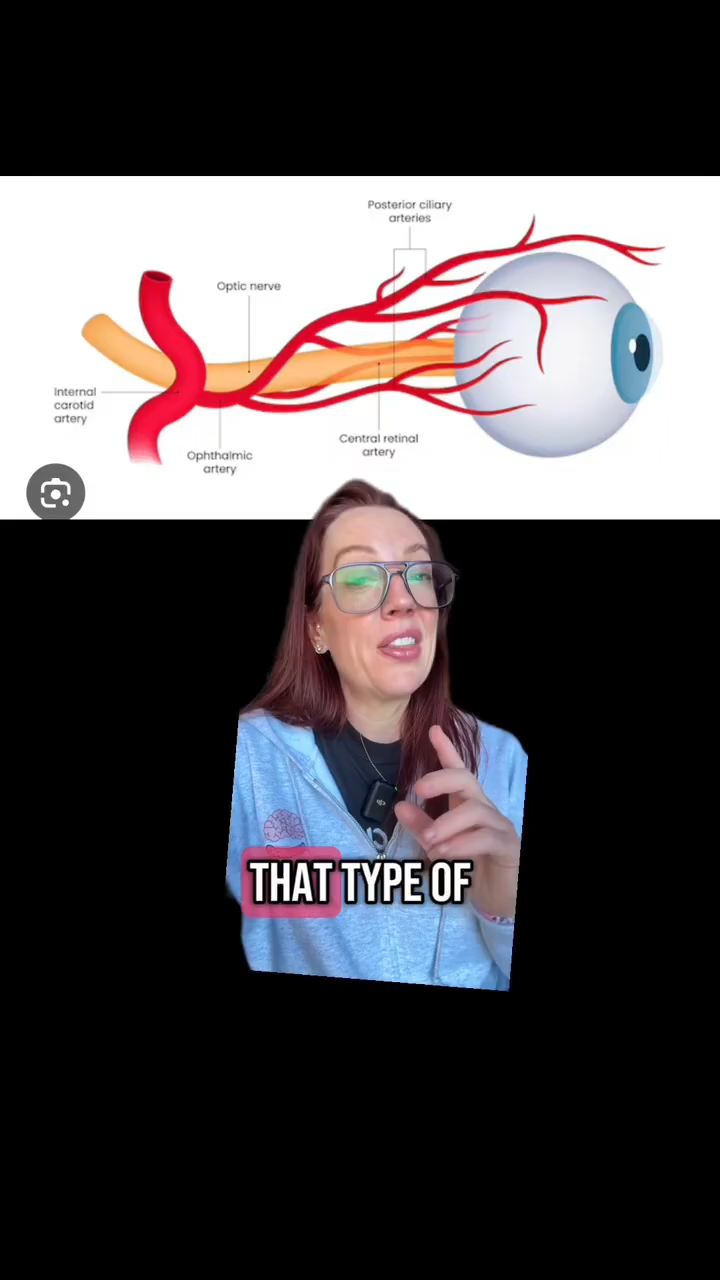 Posterior ciliary
arteries
Optic nerve
Internal
carotid
artery
Ophthalmic
artery
Central retinal
artery
THAT TYPE OF